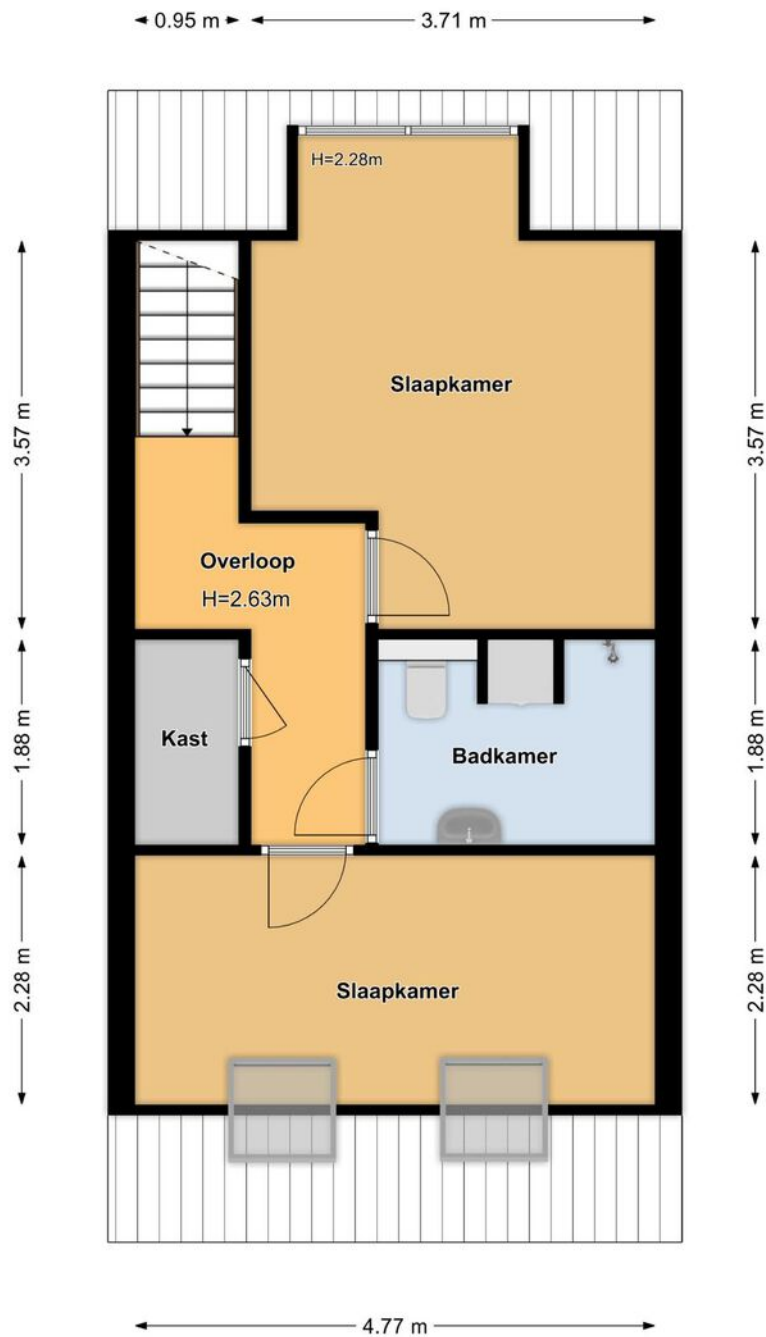 0.95 m
3.71 m
H=2.28m
3.57 m
Slaapkamer
3.57 m
Overloop
H=2.63m
1.88 m
Kast
Badkamer
1.88 m
2.28 m
Slaapkamer
2.28 m
4.77 m